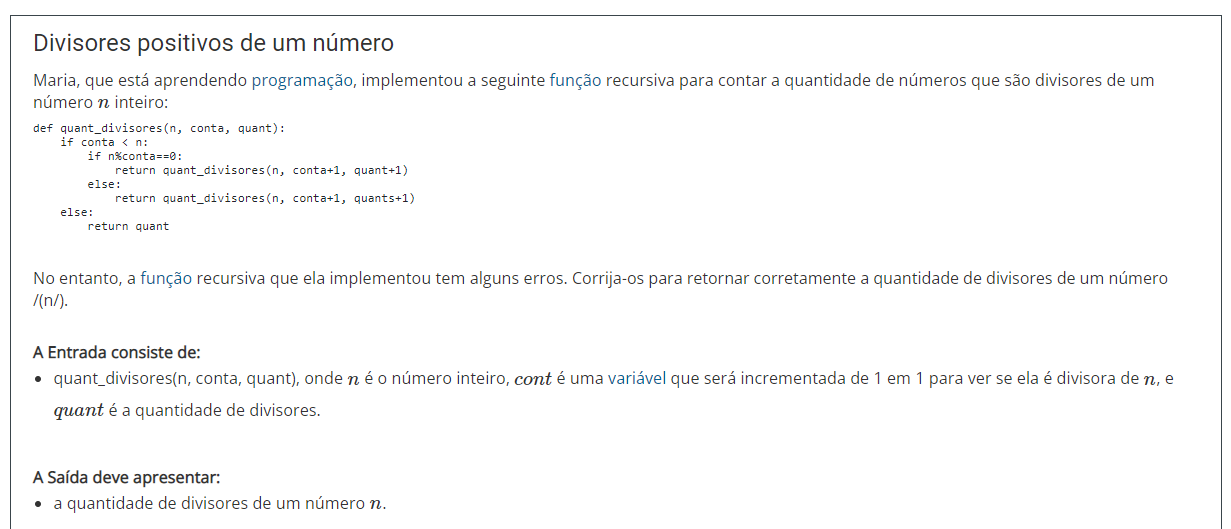 Divisores positivos de um número
Maria, que está aprendendo programação, implementou a seguinte função recursiva para contar a quantidade de números que são divisores de um
número n inteiro:
def quant_divisores(n, conta, quant):
    if conta < n:
        if n%conta==0:
            return quant_divisores(n, conta+1, quant+1)
        else:
            return quant_divisores(n, conta+1, quants+1)
    else:
        return quant
No entanto, a função recursiva que ela implementou tem alguns erros. Corrija-os para retornar corretamente a quantidade de divisores de um número
/(n/).
A Entrada consiste de:
• quant_divisores(n, conta, quant), onde n é o número inteiro, cont é uma variável que será incrementada de 1 em 1 para ver se ela é divisora de n, e
quant é a quantidade de divisores.
A Saída deve apresentar:
• a quantidade de divisores de um número n.